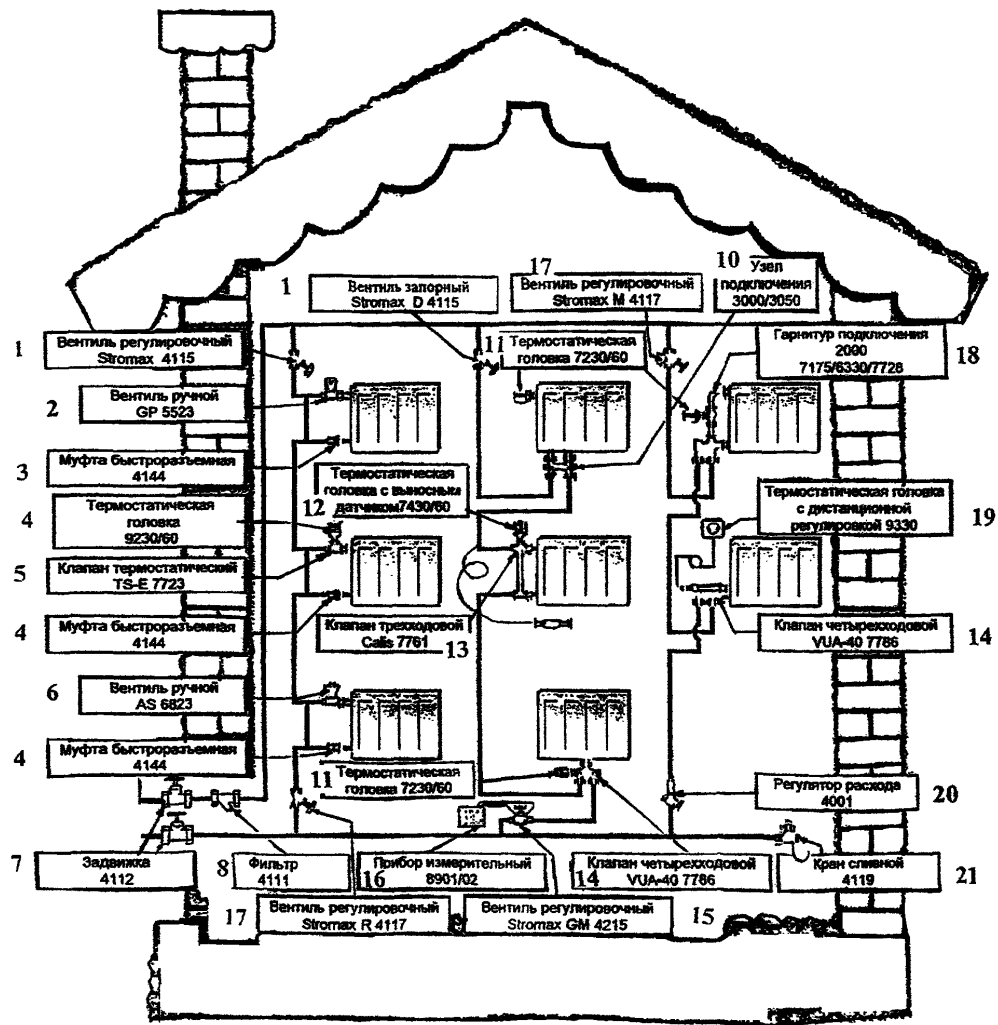 10
17
1
Вентиль запорный
Stromax D 4115
Вентиль регулировочный
Stromax M 4117
Узел
подключения
3000/3050
1
Вентиль регулировочный
Stromax 4115
11
Термостатическая
головка 7230/60
Гарнитур подключения
2000
7175/6330/7728
18
2
Вентиль ручной
GP 5523
3
Муфта быстроразъемная
4144
12
Термостатическая
головка с выносным
датчиком7430/60
4
Термостатическая
головка
9230/60
Термостатическая головка
с дистанционной
регулировкой 9330
19
5
Клапан термостатический
TS-E 7723
4
Муфта быстроразъемная
4144
Клапан трехходовой
Calis 7761
13
Клапан четырехходовой
VUA-40 7786
14
6
Вентиль ручной
AS 6823
4
Муфта быстроразъемная
4144
11
Термостатическая
головка 7230/60
Регулятор расхода
4001
20
7
Задвижка
4112
8
Фильтр
4111
16
Прибор измерительный
8901/02
14
Клапан четырехходовой
VUA-40 7786
Кран сливной
4119
21
17
Вентиль регулировочный
Stromax R 4117
Вентиль регулировочный
Stromax GM 4215
15